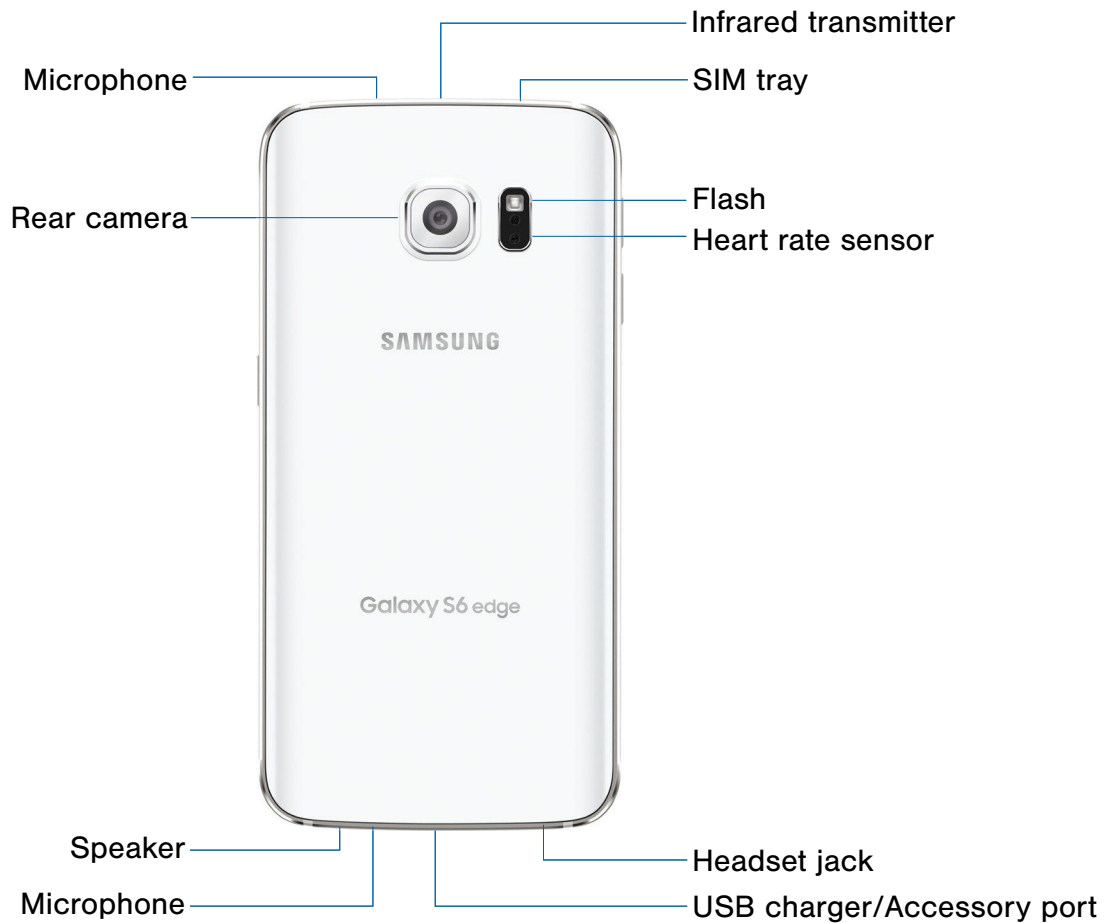 Infrared transmitter
Microphone
SIM tray
Flash
Rear camera
Heart rate sensor
SAMSUNG
Galaxy S6 edge
Speaker
Headset jack
Microphone
USB charger/Accessory port